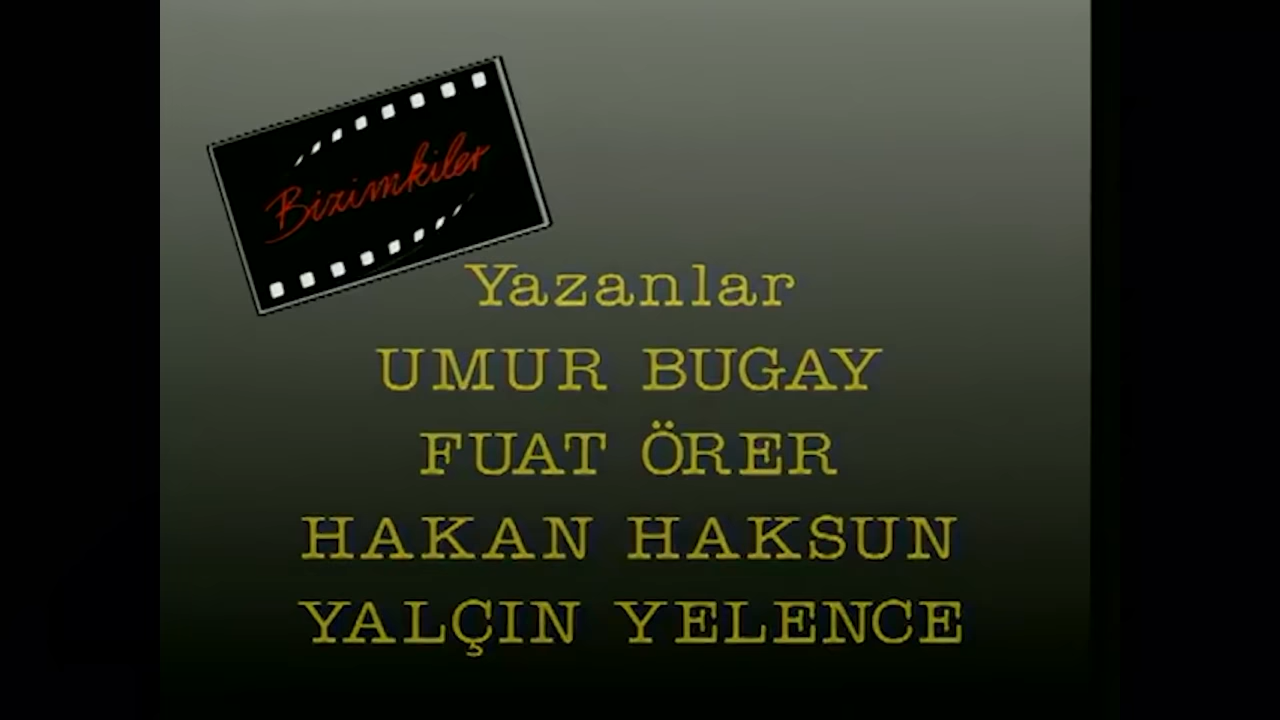 Bizimkiler
Yazanlar
UMUR BUGAY
FUAT ÖRER
HAKAN HAKSUN
YALÇIN YELENCE